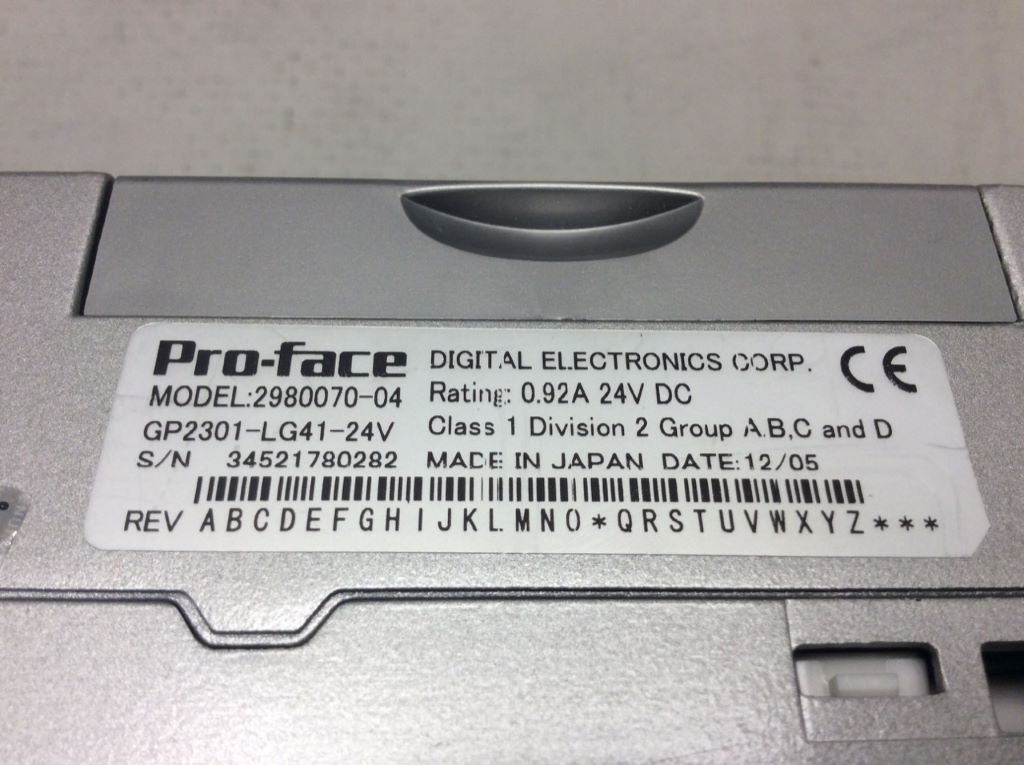 Pro-face DIGITAL ELECTRONICS CORP. CE
MODEL:2980070-04 Rating: 0.92A 24V DC
GP2301-LG41-24V Class 1 Division 2 Group A.B,C and D
S/N 34521780282 MADE IN JAPAN DATE:12/05
REV A B C D E F G H I J K L M N O * Q R S T U V W X Y Z * * *